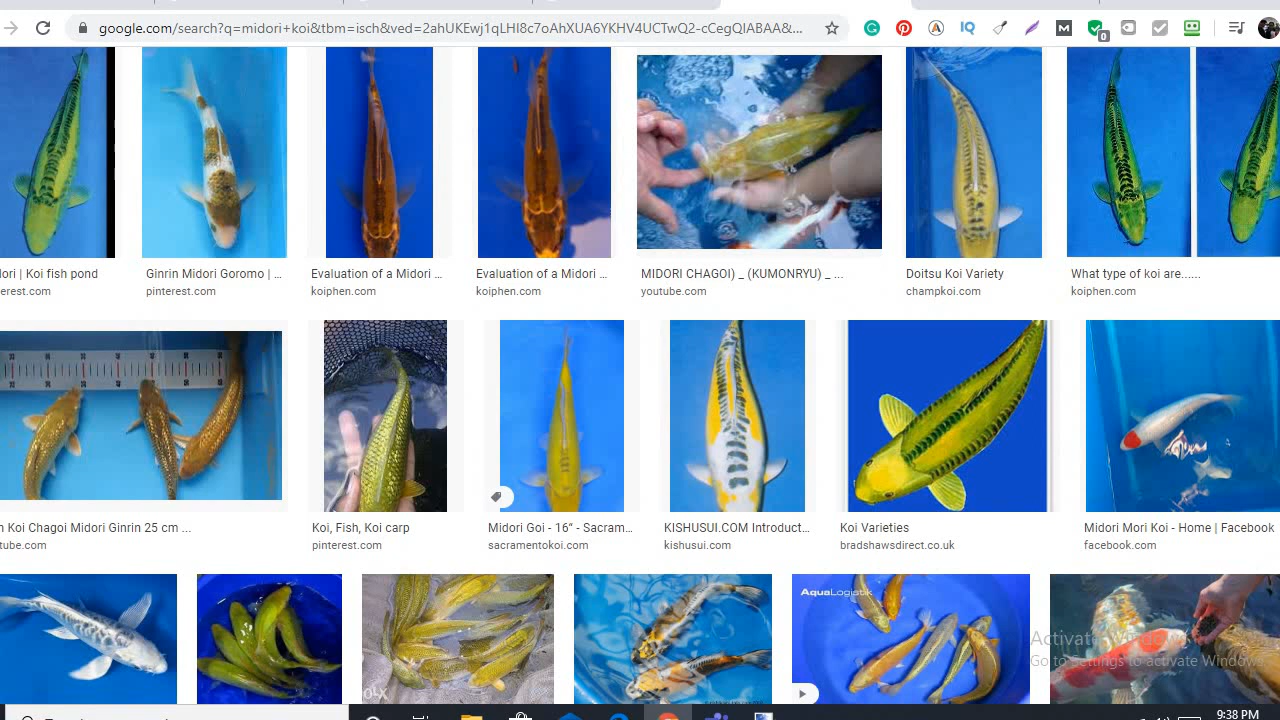 google.com/search?q=midori+koi&tbm=isch&ved=2ahUKEwi1qLHl8c7oAhXUA6YKHV4UCTwQ2-cCegQIABAA&...
0
ori | Koi fish pond
erest.com
Ginrin Midori Goromo | ...
pinterest.com
Evaluation of a Midori ...
koiphen.com
Evaluation of a Midori ...
koiphen.com
MIDORI CHAGOI) _ (KUMONRYU) _ ...
youtube.com
Doitsu Koi Variety
champkoi.com
What type of koi are......
koiphen.com
n Koi Chagoi Midori Ginrin 25 cm ...
tube.com
Koi, Fish, Koi carp
pinterest.com
Midori Goi - 16" - Sacram...
sacramentokoi.com
KISHUSUI.COM Introduct...
kishusui.com
Koi Varieties
bradshawsdirect.co.uk
Midori Mori Koi - Home | Facebook
facebook.com
AquaLogistik
Activate Windows
Go to Settings to activate Windows.
9:38 PM